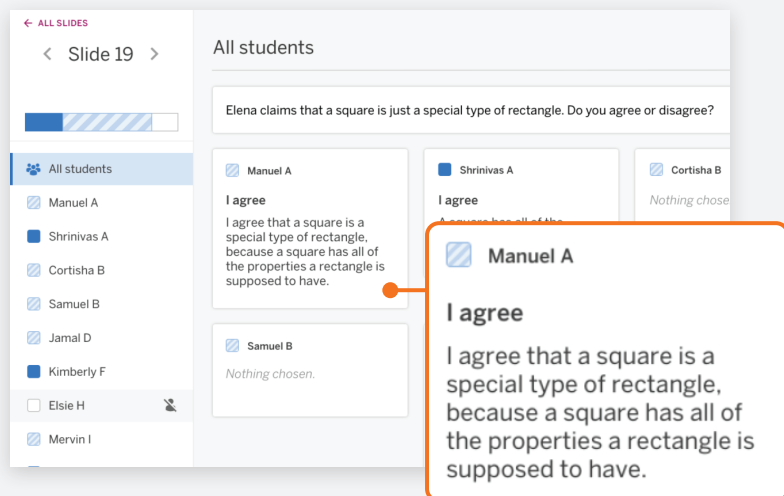 ← ALL SLIDES
< Slide 19 >
All students
Manuel A
Shrinivas A
Cortisha B
Samuel B
Jamal D
Kimberly F
Elsie H
Mervin I
All students
Elena claims that a square is just a special type of rectangle. Do you agree or disagree?
Manuel A
I agree
I agree that a square is a
special type of rectangle,
because a square has all of
the properties a rectangle is
supposed to have.
Shrinivas A
I agree
Cortisha B
Nothing chose
Samuel B
Nothing chosen.
Manuel A
I agree
I agree that a square is a
special type of rectangle,
because a square has all of
the properties a rectangle is
supposed to have.